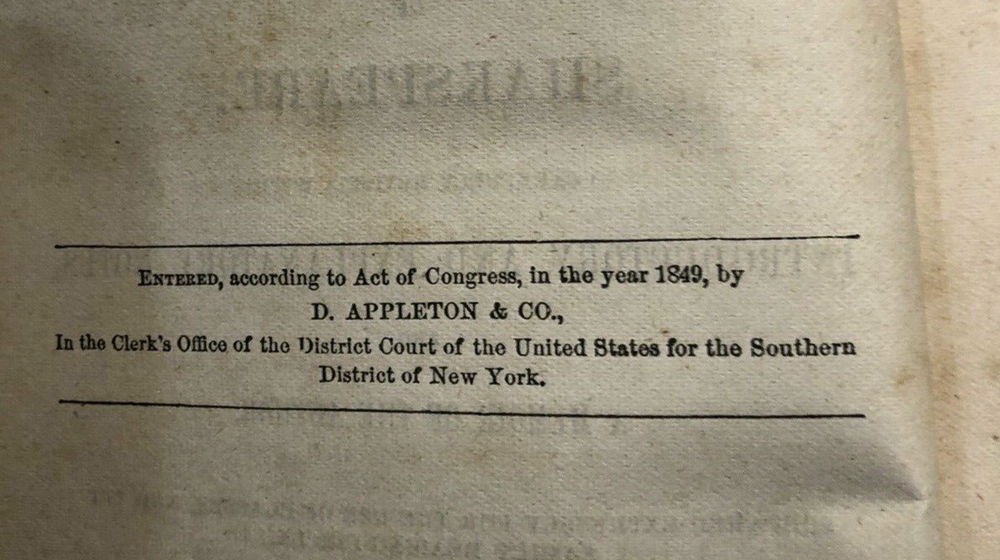 ENTERED, according to Act of Congress, in the year 1849, by
D. APPLETON & CO.,
In the Clerk's Office of the District Court of the United States for the Southern
District of New York.